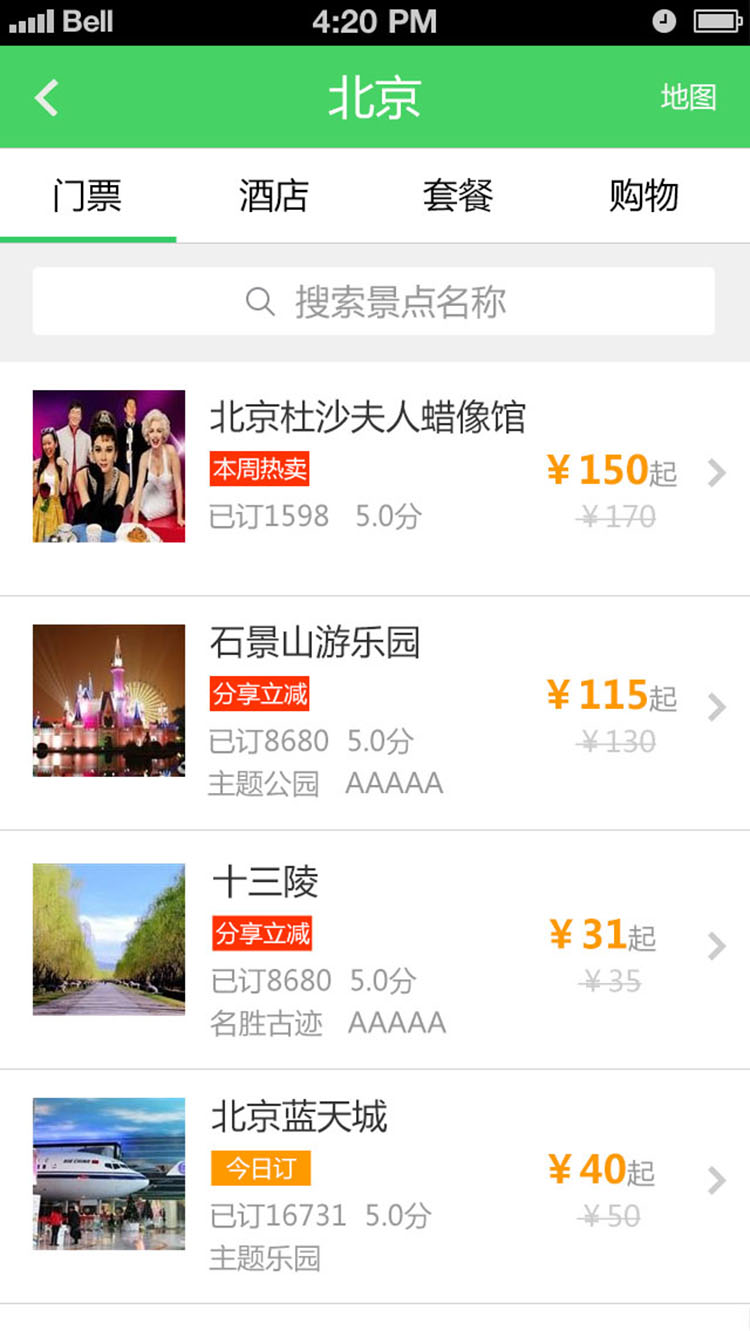 Bell 4:20 PM
北京 地图
门票 酒店 套餐 购物
搜索景点名称
北京杜沙夫人蜡像馆
本周热卖
¥150起
已订1598 5.0分
¥170
石景山游乐园
分享立减
¥115起
已订8680 5.0分
¥130
主题公园 AAAAA
十三陵
分享立减
¥31起
已订8680 5.0分
¥35
名胜古迹 AAAAA
北京蓝天城
今日订
¥40起
已订16731 5.0分
¥50
主题乐园